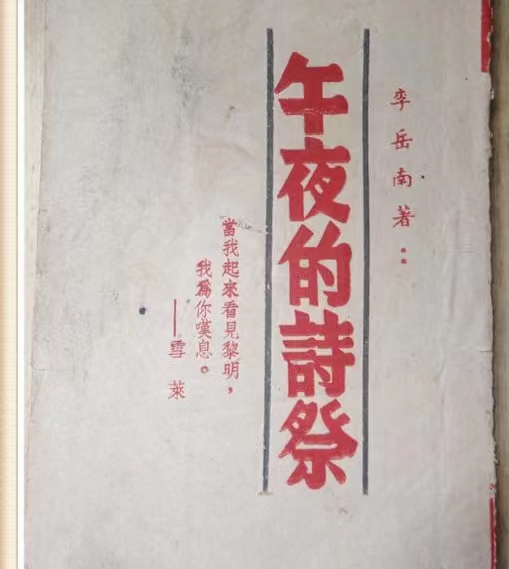 李岳南著：
午夜的詩祭
當我起來看見黎明，
我為你嘆息。
——雪萊